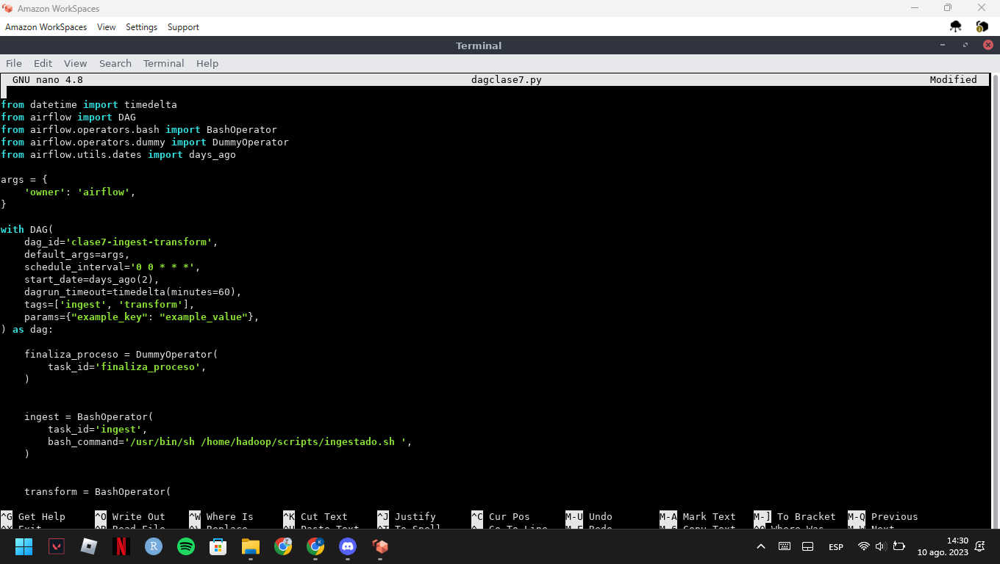 Amazon WorkSpaces
Amazon WorkSpaces View Settings Support
Terminal
File Edit View Search Terminal Help
GNU nano 4.8 dagclase7.py Modified
from datetime import timedelta
from airflow import DAG
from airflow.operators.bash import BashOperator
from airflow.operators.dummy import DummyOperator
from airflow.utils.dates import days_ago
args = {
'owner': 'airflow',
}
with DAG(
dag_id='clase7-ingest-transform',
default_args=args,
schedule_interval='0 0 * * *',
start_date=days_ago(2),
dagrun_timeout=timedelta(minutes=60),
tags=['ingest', 'transform'],
params={"example_key": "example_value"},
) as dag:
finaliza_proceso = DummyOperator(
task_id='finaliza_proceso',
)
ingest = BashOperator(
task_id='ingest',
bash_command='/usr/bin/sh /home/hadoop/scripts/ingestado.sh ',
)
transform = BashOperator(
^G Get Help ^O Write Out ^W Where Is ^K Cut Text ^J Justify ^C Cur Pos M-U Undo M-A Mark Text M-] To Bracket M-Q Previous
^X Exit ^R Read File ^\ Replace ^U Paste Text ^T To Spell ^_ Go To Line M-E Redo M-6 Copy Text ^Q Where Was M-W Next
R
K
ESP
14:30
10 ago. 2023